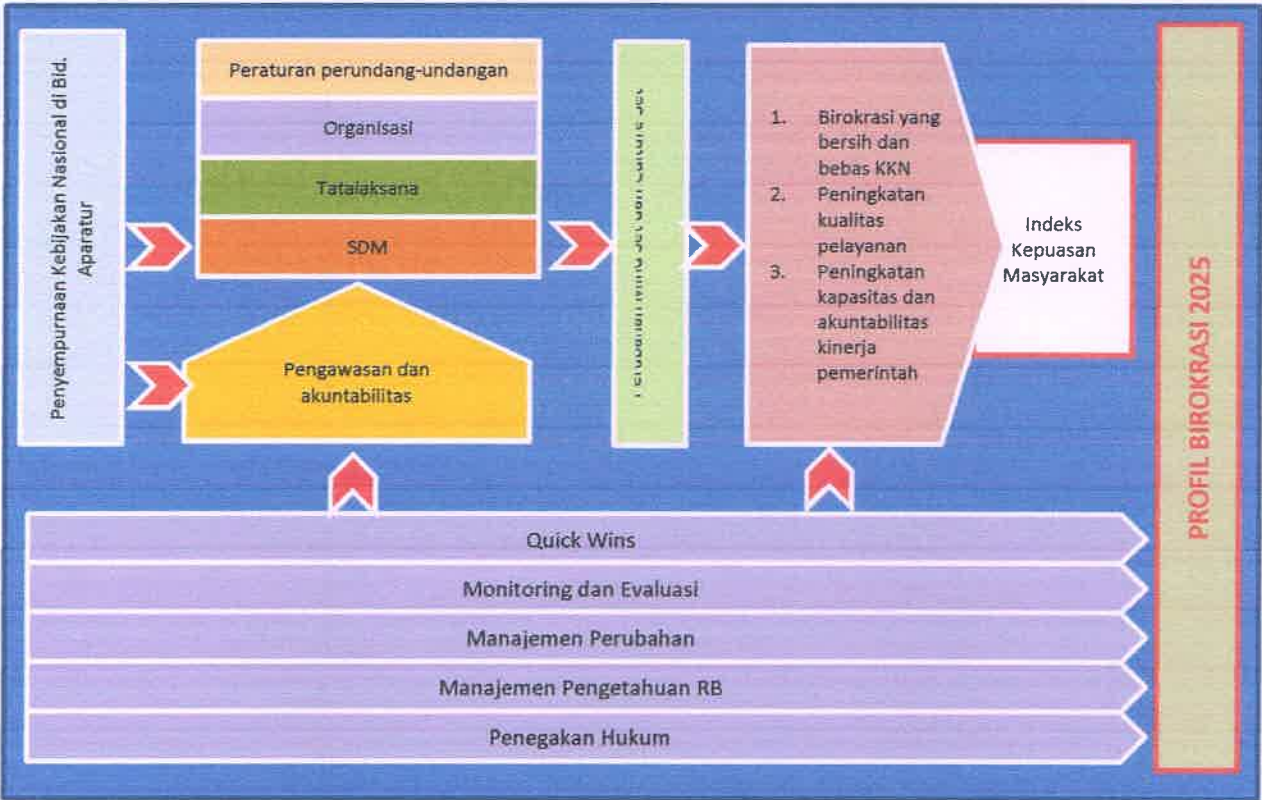 Penyempurnaan Kebijakan Nasional di Bid.
Aparatur
Peraturan perundang-undangan
Organisasi
Tatalaksana
SDM
Pengawasan dan
akuntabilitas
1. Birokrasi yang
bersih dan
bebas KKN
2. Peningkatan
kualitas
pelayanan
3. Peningkatan
kapasitas dan
akuntabilitas
kinerja
pemerintah
Indeks
Kepuasan
Masyarakat
PROFIL BIROKRASI 2025
Quick Wins
Monitoring dan Evaluasi
Manajemen Perubahan
Manajemen Pengetahuan RB
Penegakan Hukum